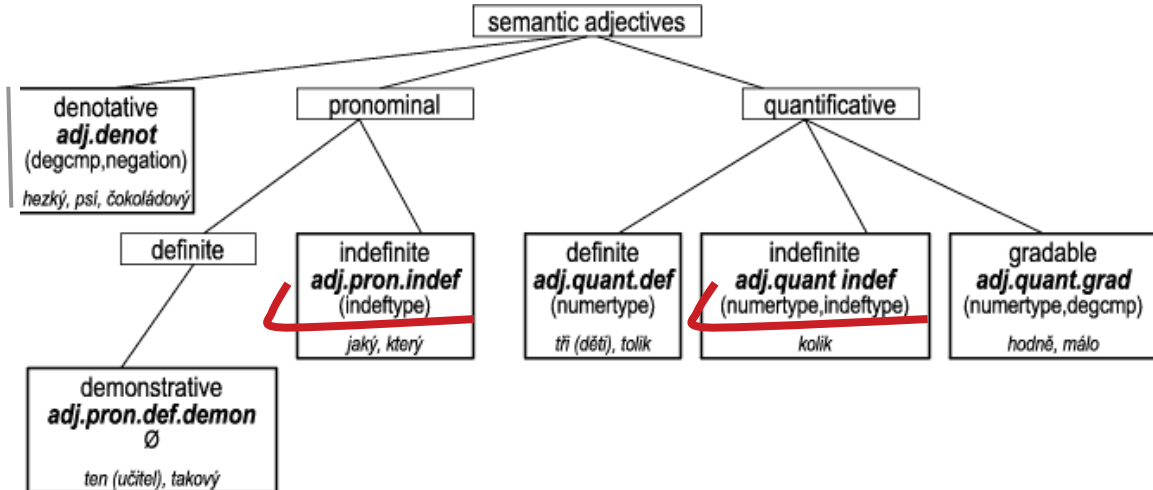 semantic adjectives
denotative
adj.denot
(degcmp,negation)
hezký, psí, čokoládový
pronominal
quantificative
definite
indefinite
adj.pron.indef
(indeftype)
jaký, který
definite
adj.quant.def
(numertype)
tři (děti), tolik
indefinite
adj.quant indef
(numertype,indeftype)
kolik
gradable
adj.quant.grad
(numertype,degcmp)
hodně, málo
demonstrative
adj.pron.def.demon
Ø
ten (učitel), takový